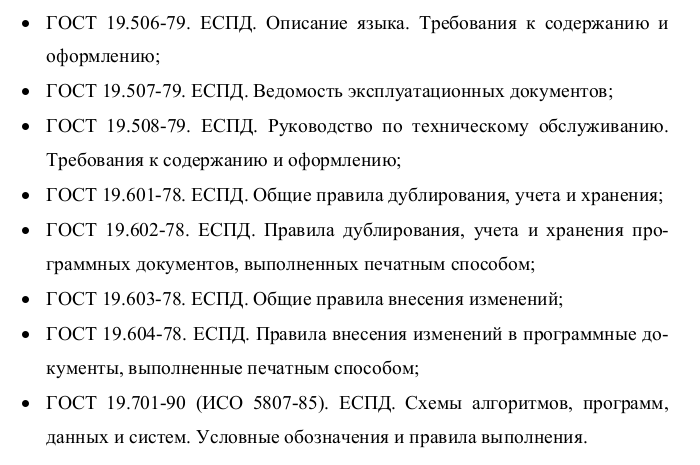 • ГОСТ 19.506-79. ЕСПД. Описание языка. Требования к содержанию и
оформлению;
• ГОСТ 19.507-79. ЕСПД. Ведомость эксплуатационных документов;
• ГОСТ 19.508-79. ЕСПД. Руководство по техническому обслуживанию.
Требования к содержанию и оформлению;
• ГОСТ 19.601-78. ЕСПД. Общие правила дублирования, учета и хранения;
• ГОСТ 19.602-78. ЕСПД. Правила дублирования, учета и хранения про-
граммных документов, выполненных печатным способом;
• ГОСТ 19.603-78. ЕСПД. Общие правила внесения изменений;
• ГОСТ 19.604-78. ЕСПД. Правила внесения изменений в программные до-
кументы, выполненные печатным способом;
• ГОСТ 19.701-90 (ИСО 5807-85). ЕСПД. Схемы алгоритмов, программ,
данных и систем. Условные обозначения и правила выполнения.